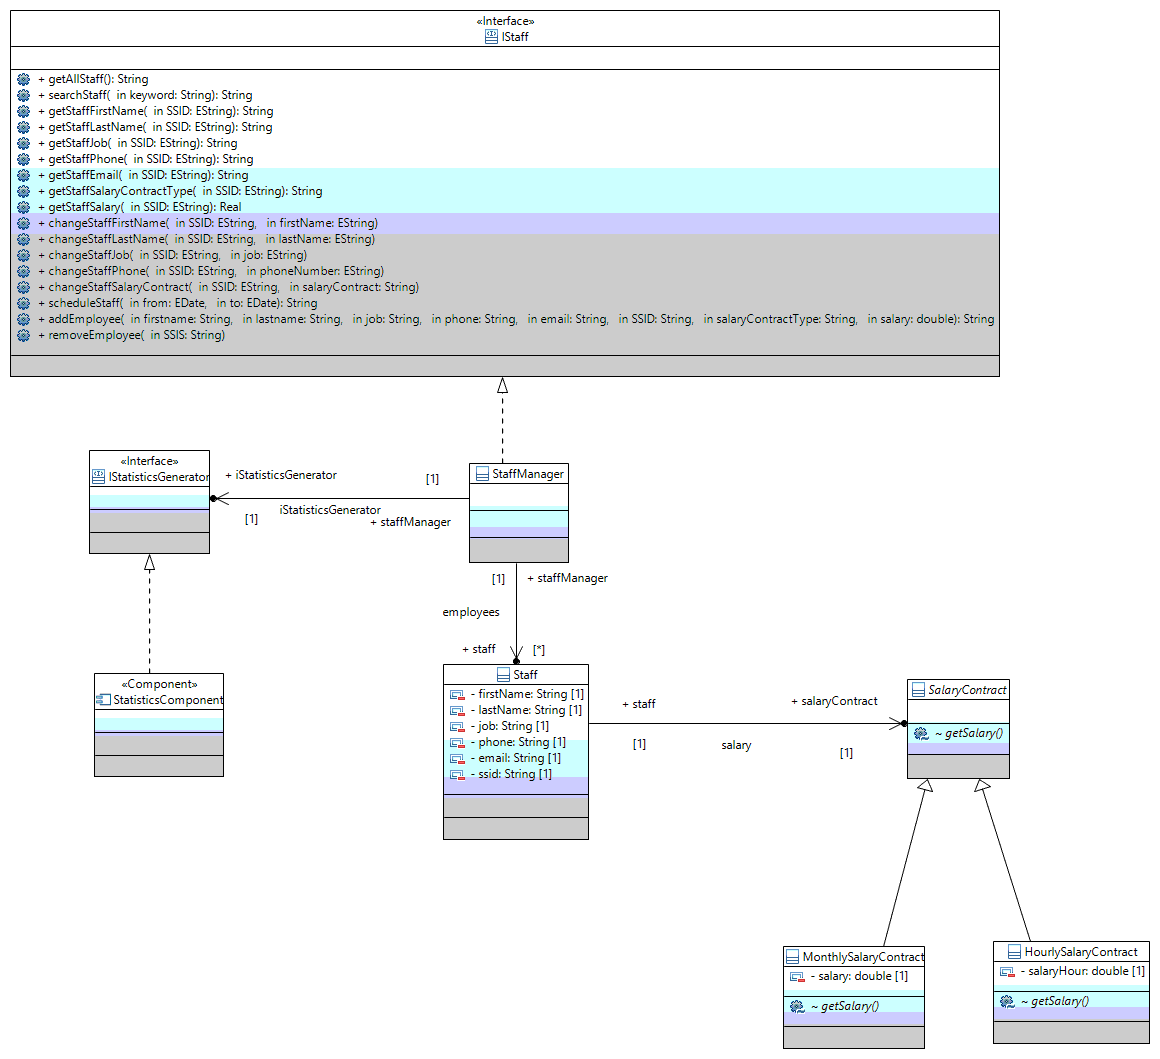 «Interface»
IStaff
+ getAllStaff(): String
+ searchStaff( in keyword: String): String
+ getStaffFirstName( in SSID: EString): String
+ getStaffLastName( in SSID: EString): String
+ getStaffJob( in SSID: EString): String
+ getStaffPhone( in SSID: EString): String
+ getStaffEmail( in SSID: EString): String
+ getStaffSalaryContractType( in SSID: EString): String
+ getStaffSalary( in SSID: EString): Real
+ changeStaffFirstName( in SSID: EString, in firstName: EString)
+ changeStaffLastName( in SSID: EString, in lastName: EString)
+ changeStaffJob( in SSID: EString, in job: EString)
+ changeStaffPhone( in SSID: EString, in phoneNumber: EString)
+ changeStaffSalaryContract( in SSID: EString, in salaryContract: String)
+ scheduleStaff( in from: EDate, in to: EDate): String
+ addEmployee( in firstname: String, in lastname: String, in job: String, in phone: String, in email: String, in SSID: String, in salaryContractType: String, in salary: double): String
+ removeEmployee( in SSIS: String)
«Interface»
IStatisticsGenerator
+ iStatisticsGenerator
[1]
StaffManager
[1]
iStatisticsGenerator
+ staffManager
[1]
+ staffManager
employees
+ staff
[*]
«Component»
StatisticsComponent
Staff
- firstName: String [1]
- lastName: String [1]
- job: String [1]
- phone: String [1]
- email: String [1]
- ssid: String [1]
+ staff
[1]
salary
+ salaryContract
[1]
SalaryContract
~ getSalary()
MonthlySalaryContract
- salary: double [1]
~ getSalary()
HourlySalaryContract
- salaryHour: double [1]
~ getSalary()